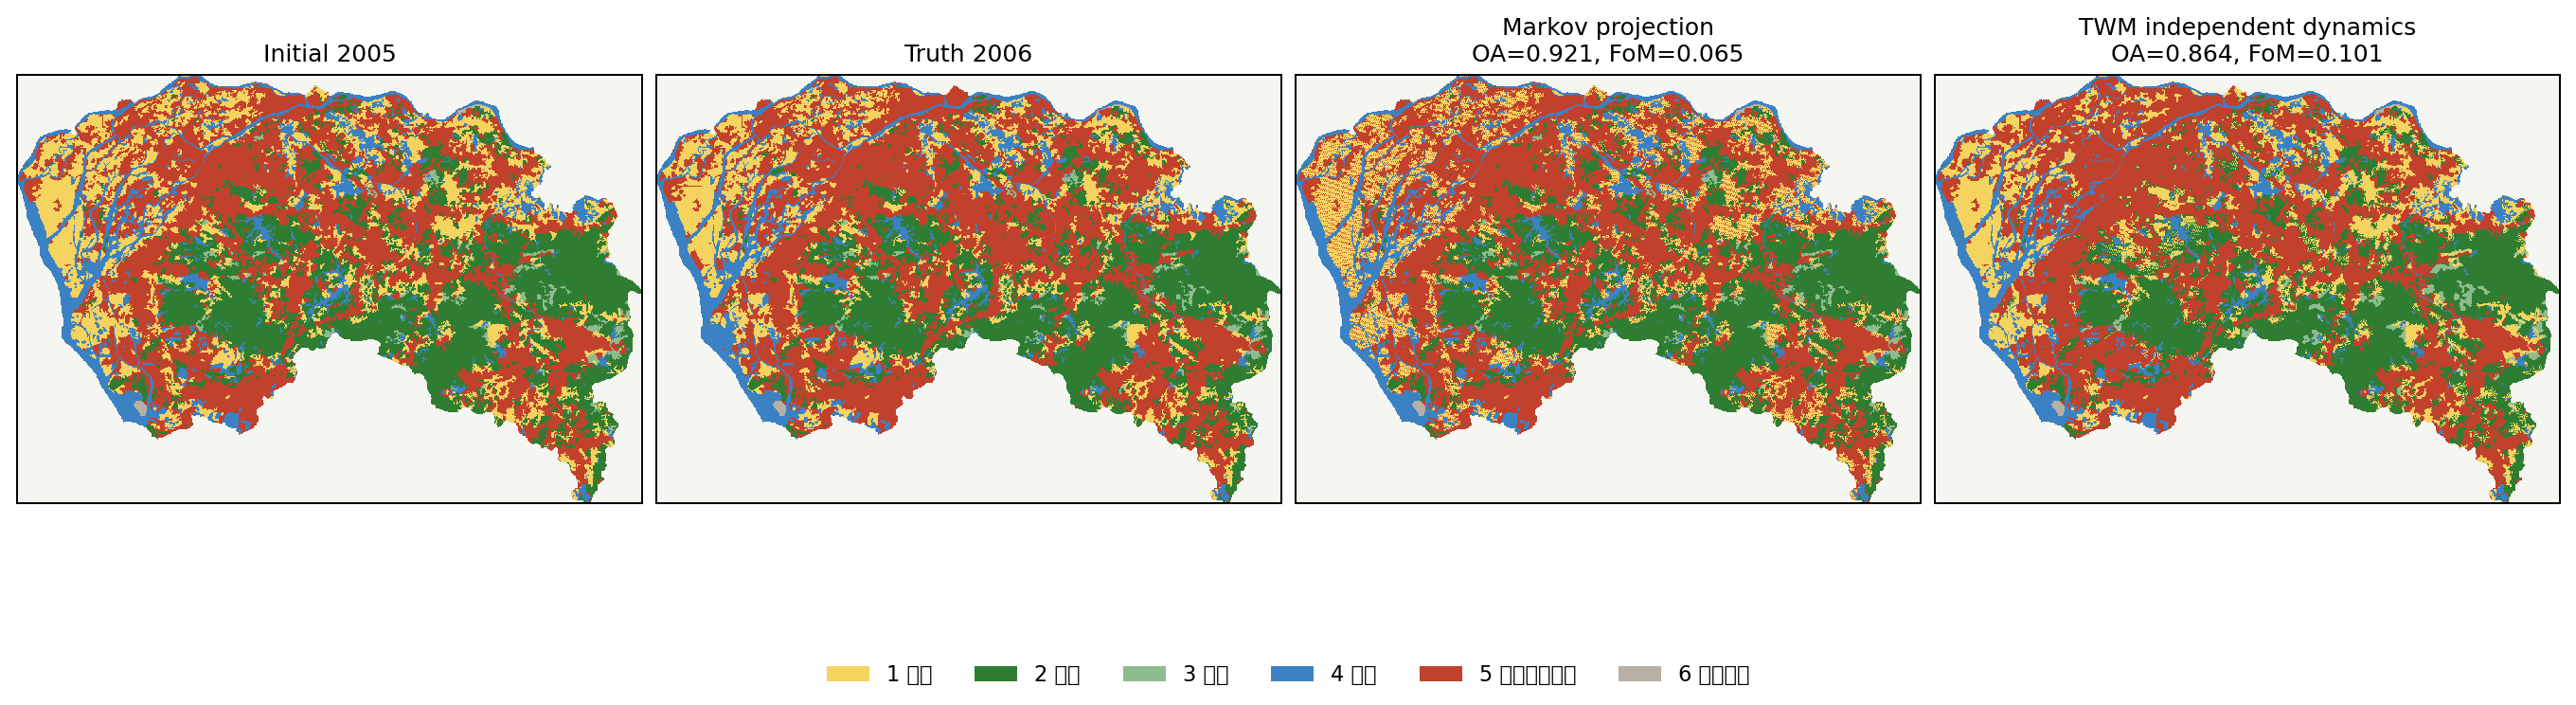 Initial 2005
Truth 2006
Markov projection
OA=0.921, FoM=0.065
TWM independent dynamics
OA=0.864, FoM=0.101
1
2
3
4
5
6